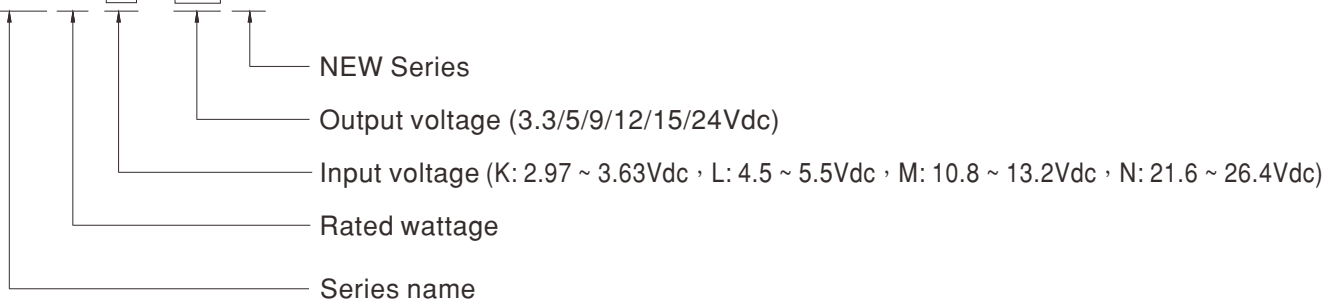 NEW Series
Output voltage (3.3/5/9/12/15/24Vdc)
Input voltage (K: 2.97 ~ 3.63Vdc，L: 4.5 ~ 5.5Vdc，M: 10.8 ~ 13.2Vdc，N: 21.6 ~ 26.4Vdc)
Rated wattage
Series name